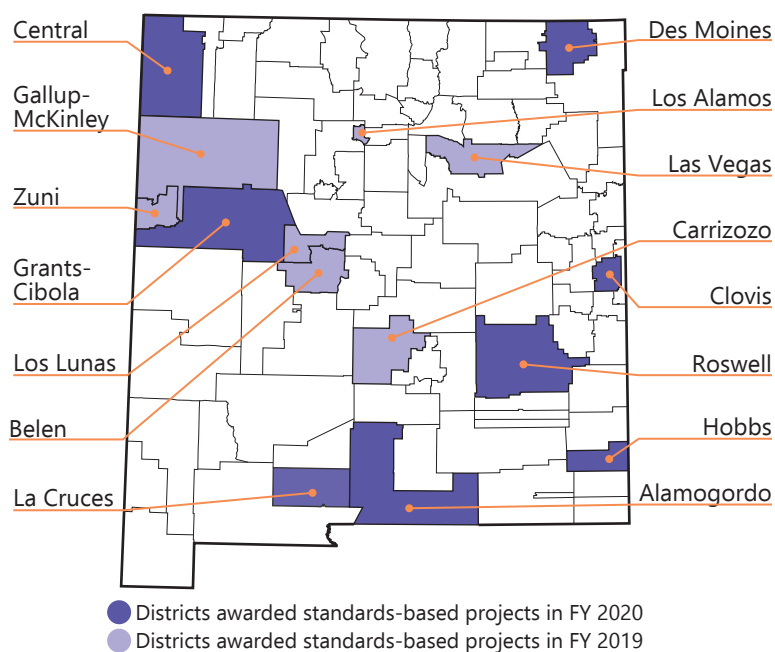 Central
Gallup-
McKinley
Zuni
Grants-
Cibola
Los Lunas
Belen
La Cruces
Des Moines
Los Alamos
Las Vegas
Carrizozo
Clovis
Roswell
Hobbs
Alamogordo
Districts awarded standards-based projects in FY 2020
Districts awarded standards-based projects in FY 2019